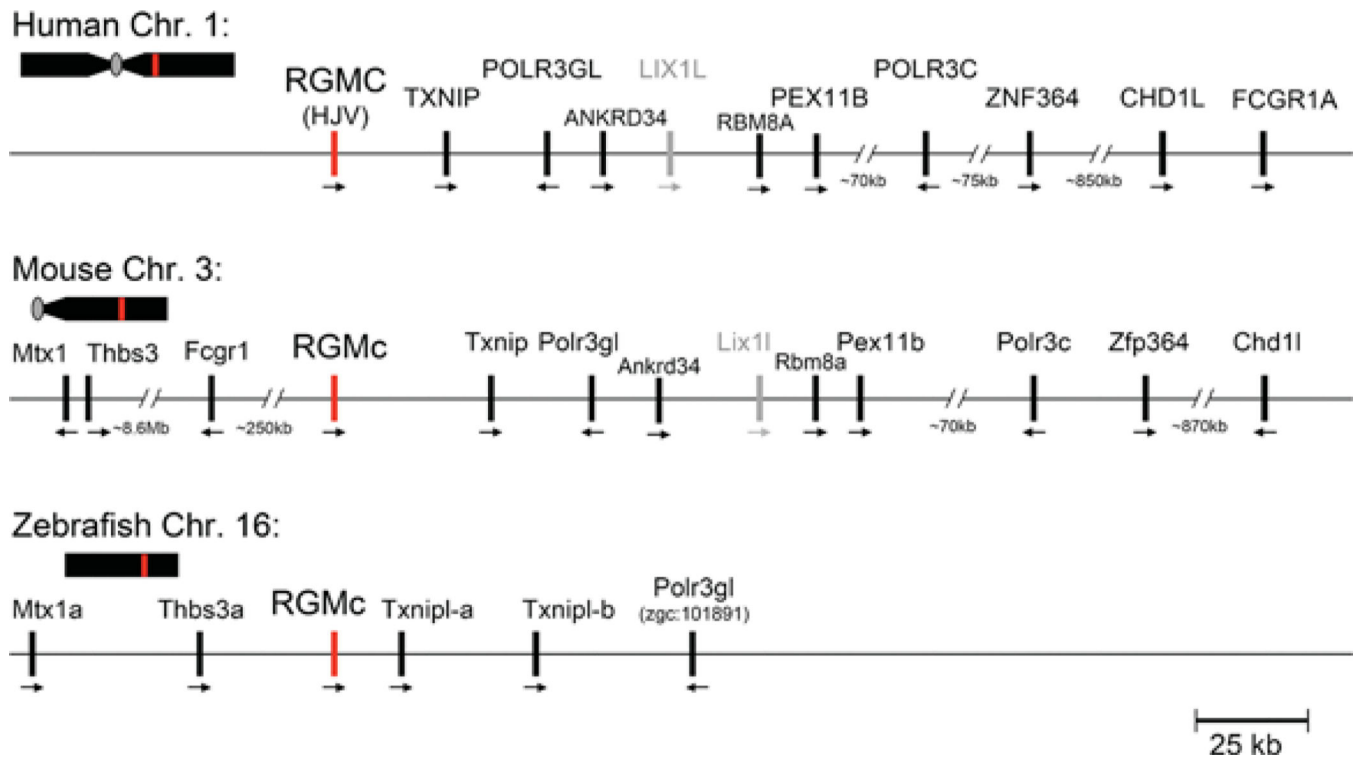 Human Chr. 1:
RGMC
(HJV)
TXNIP
POLR3GL
ANKRD34
LIX1L
RBM8A
PEX11B
POLR3C
ZNF364
CHD1L
FCGR1A
~70kb
~75kb
~850kb
Mouse Chr. 3:
Mtx1
Thbs3
Fcgr1
RGMc
Txnip
Polr3gl
Ankrd34
Lix1l
Rbm8a
Pex11b
Polr3c
Zfp364
Chd1l
~8.6Mb
~250kb
~70kb
~870kb
Zebrafish Chr. 16:
Mtx1a
Thbs3a
RGMc
Txnipl-a
Txnipl-b
Polr3gl
(zgc:101891)
25 kb